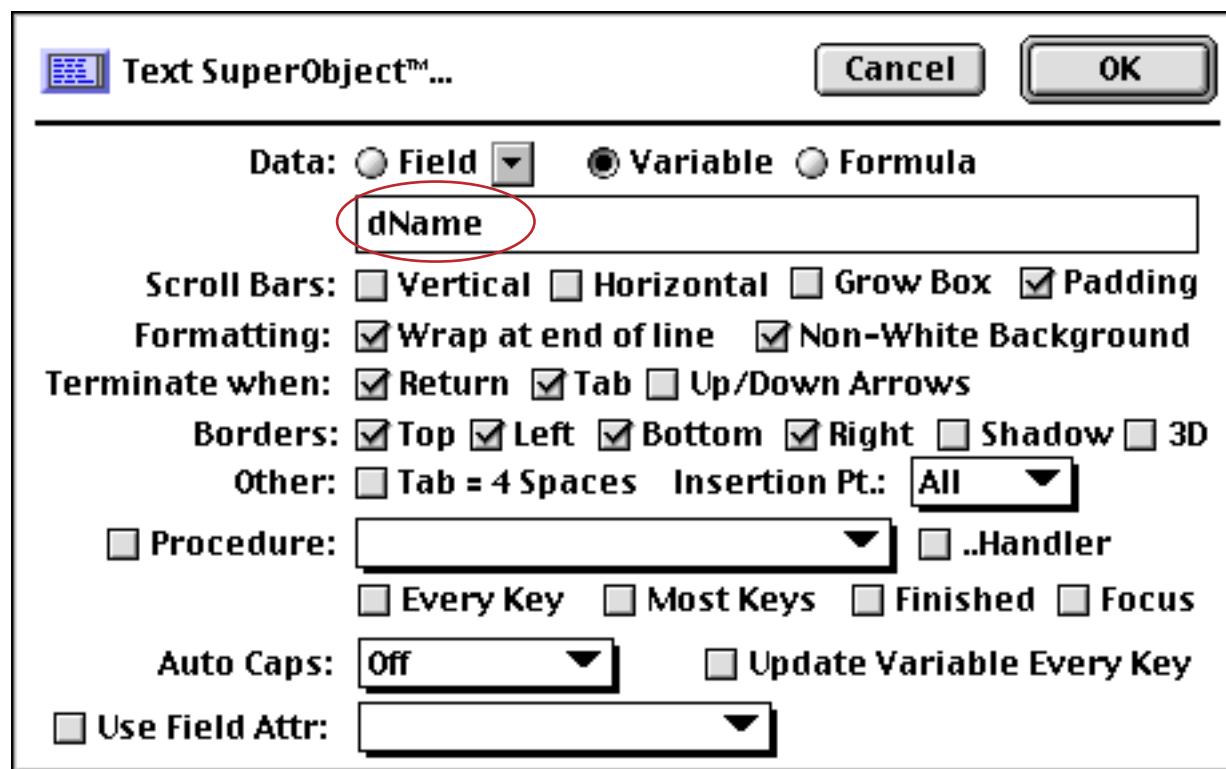 Text SuperObject™...
Cancel
OK
Data: Field Variable Formula
dName
Scroll Bars: Vertical Horizontal Grow Box Padding
Formatting: Wrap at end of line Non-White Background
Terminate when: Return Tab Up/Down Arrows
Borders: Top Left Bottom Right Shadow 3D
Other: Tab = 4 Spaces Insertion Pt.: All
Procedure: ..Handler
Every Key Most Keys Finished Focus
Auto Caps: Off Update Variable Every Key
Use Field Attr: